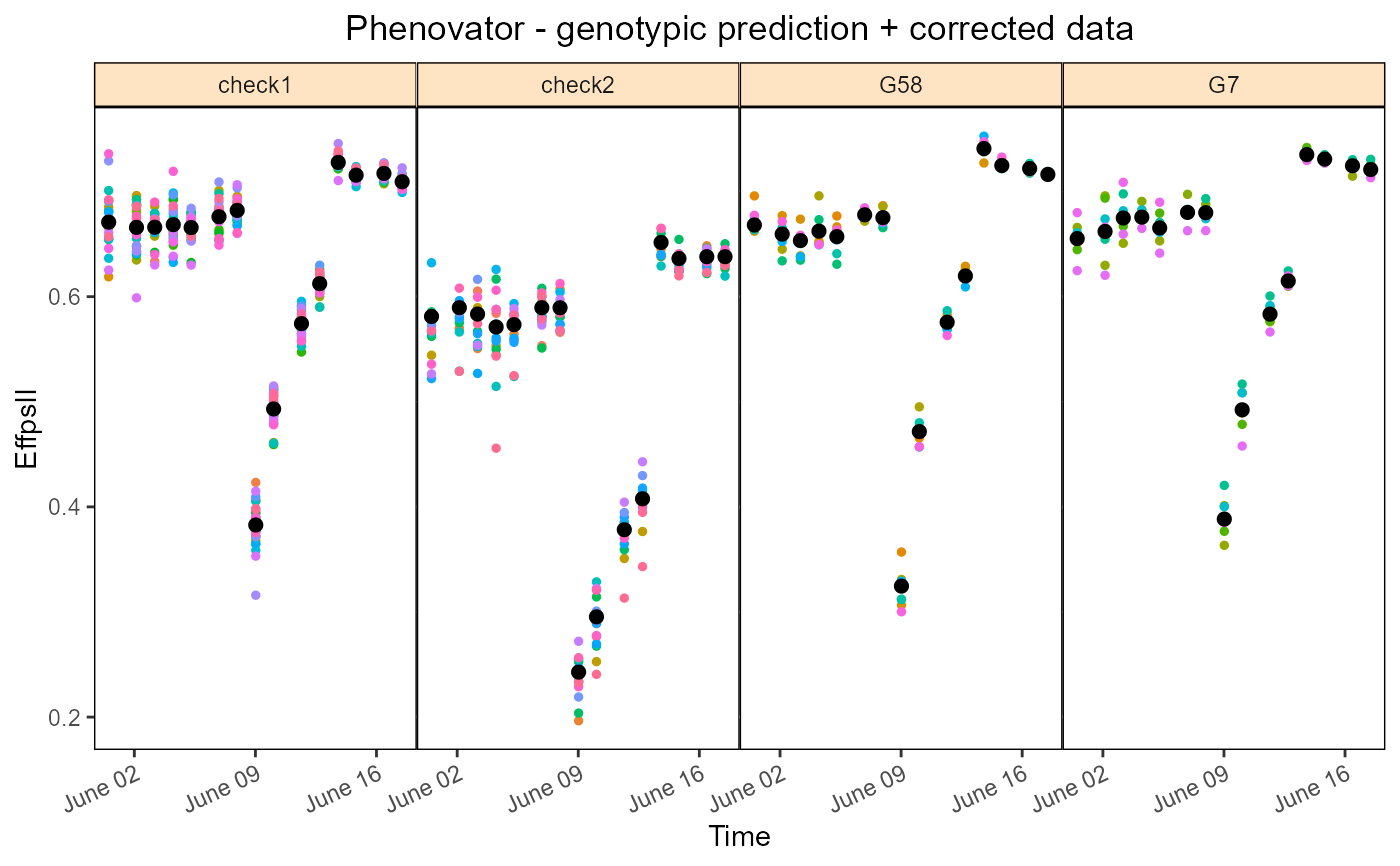 Phenovator - genotypic prediction + corrected data
check1
check2
G58
G7
EffpsII
0.6
0.4
0.2
June 02
June 09
June 16
June 02
June 09
June 16
June 02
June 09
June 16
June 02
June 09
June 16
Time